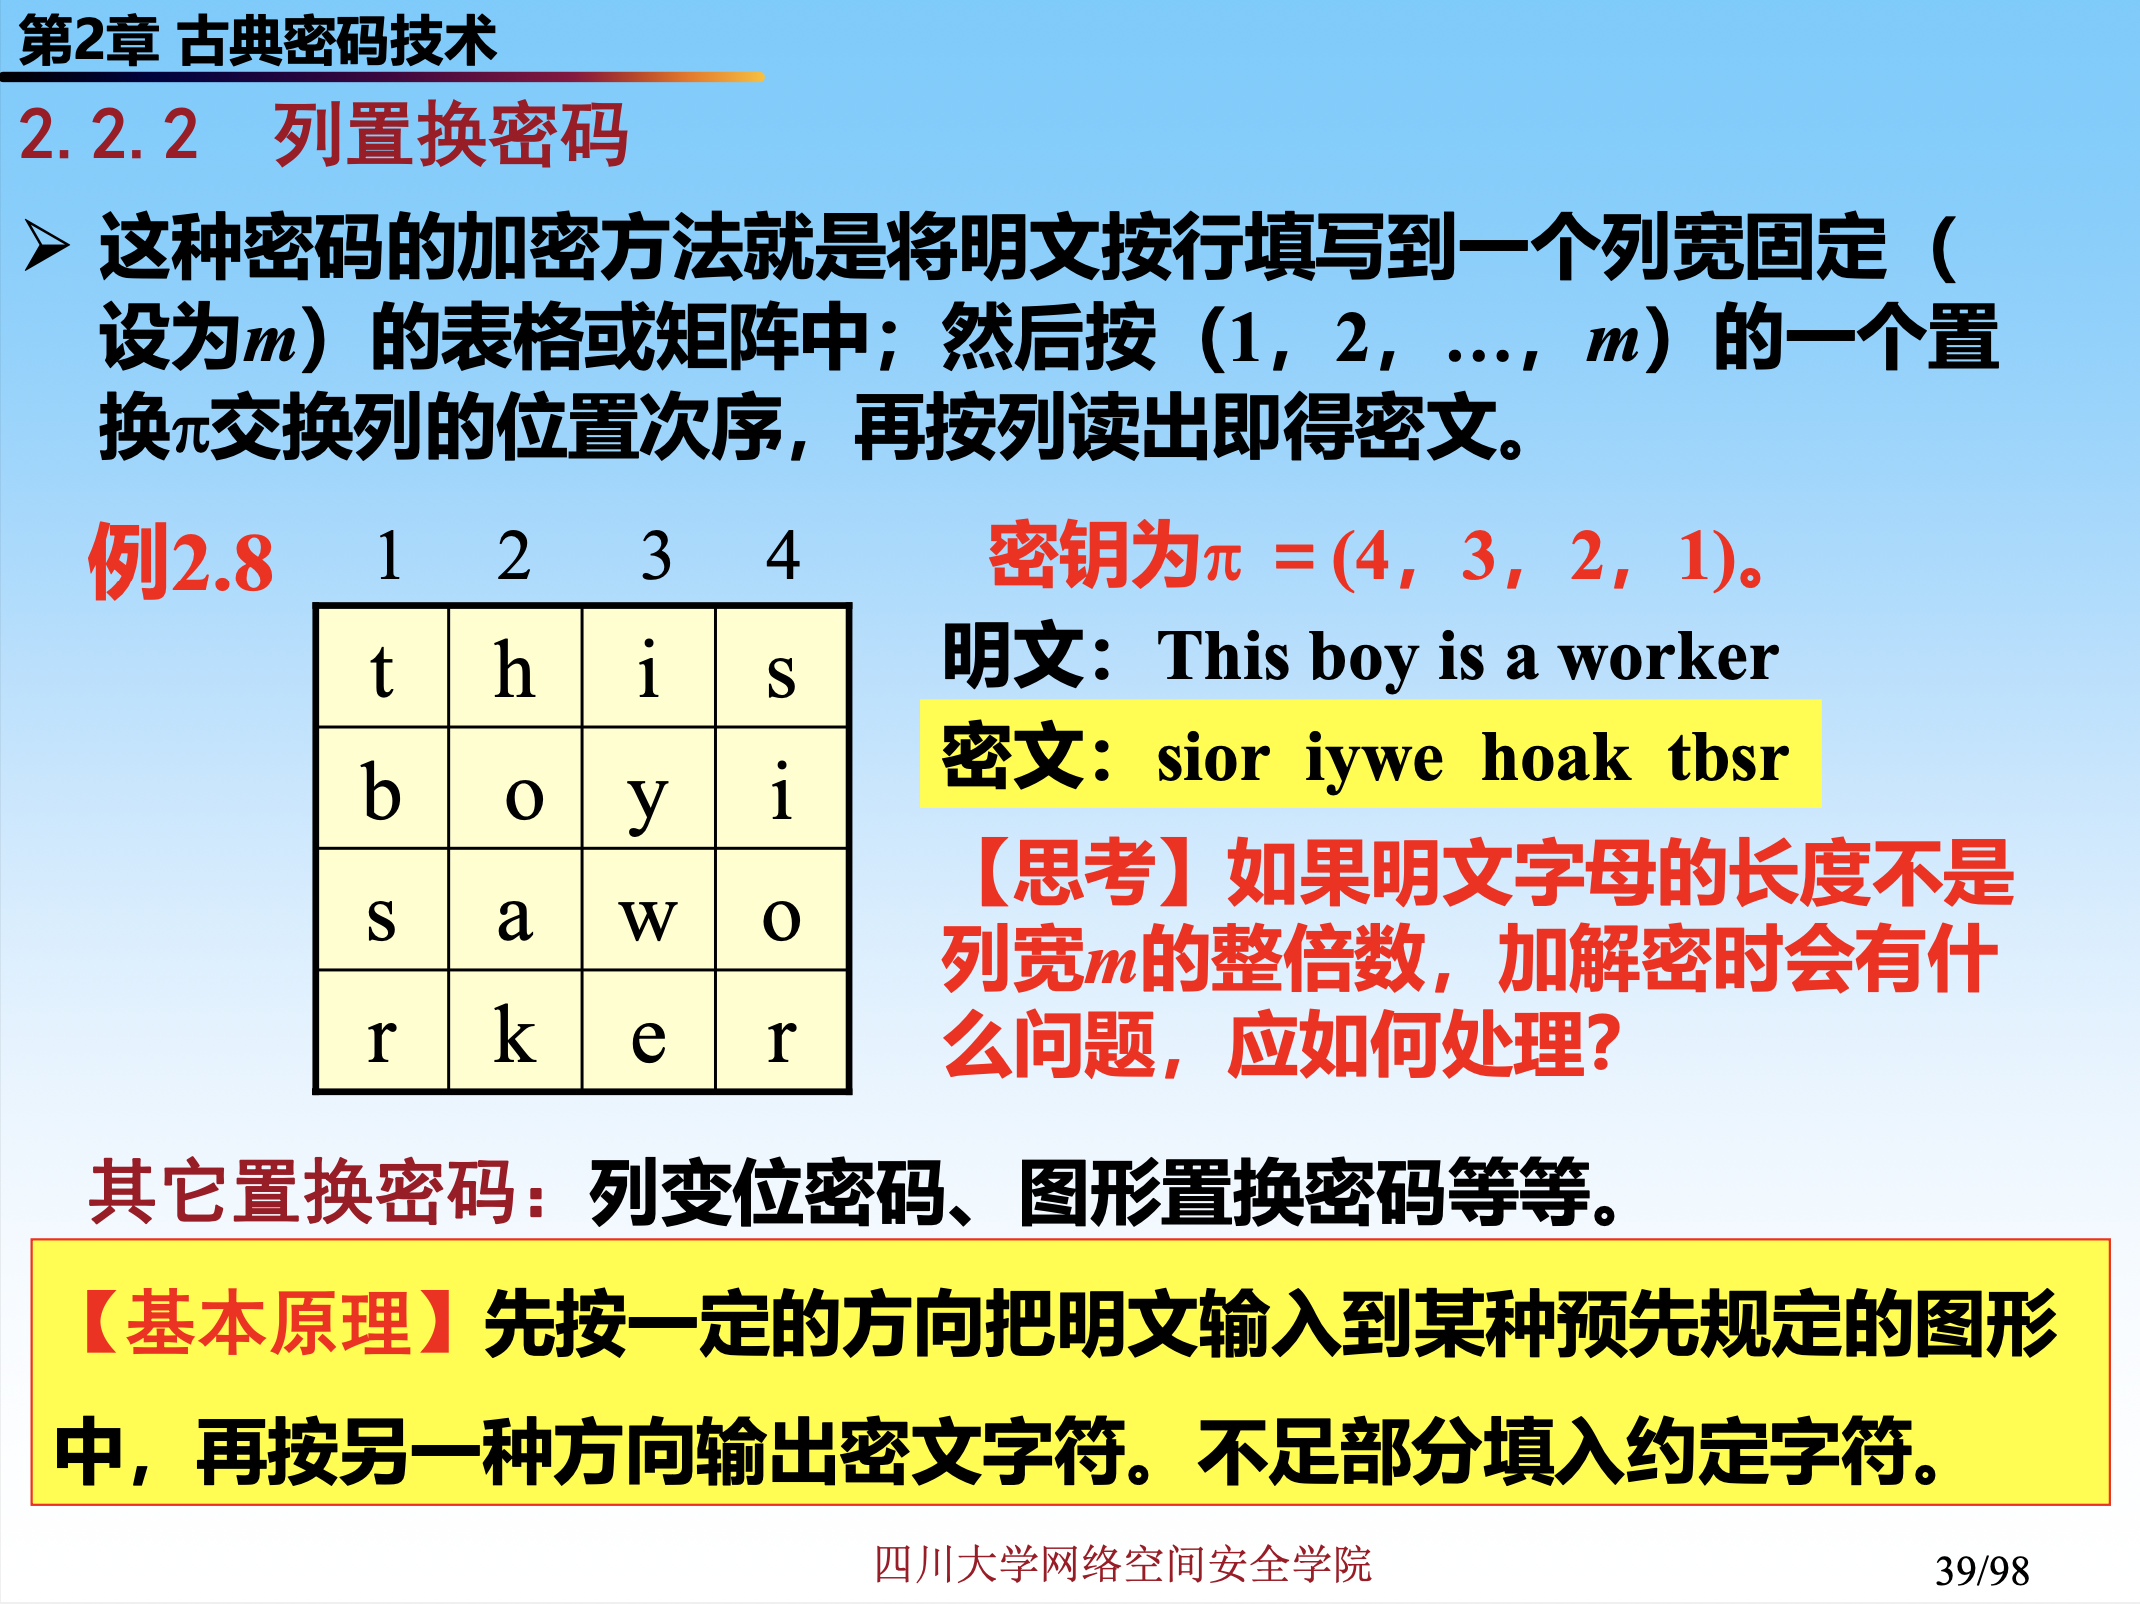 第2章 古典密码技术
2.2.2 列置换密码
➢ 这种密码的加密方法就是将明文按行填写到一个列宽固定（
设为m）的表格或矩阵中；然后按（1，2，…，m）的一个置
换π交换列的位置次序，再按列读出即得密文。
例2.8 1 2 3 4
t h i s
b o y i
s a w o
r k e r
密钥为π = (4，3，2，1)。
明文：This boy is a worker
密文：sior iywe hoak tbsr
【思考】如果明文字母的长度不是
列宽m的整倍数，加解密时会有什
么问题，应如何处理？
其它置换密码：列变位密码、图形置换密码等等。
【基本原理】先按一定的方向把明文输入到某种预先规定的图形
中，再按另一种方向输出密文字符。不足部分填入约定字符。
四川大学网络空间安全学院
39/98